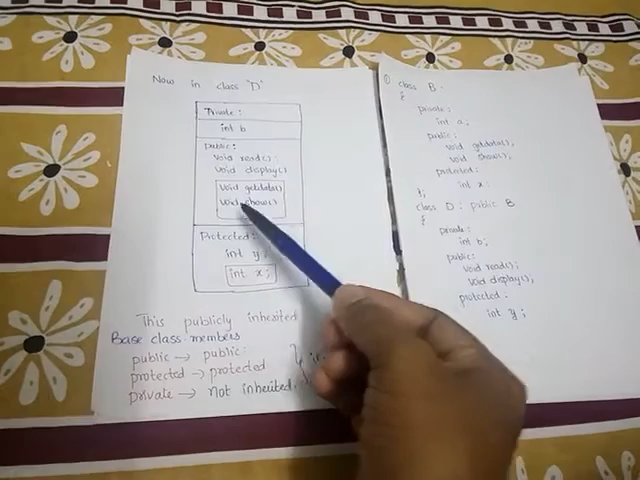 Now in class 'D'
Private:
int b
Public:
Void read();
Void display()
Void getdata()
Void show()
Protected:
int y;
int x;
This publicly inherited
Base class members
public → public:
protected → protected
private → not inherited.
① class B
{
private:
int a,
public:
void getdata(),
void show(),
protected:
int x:
};
class D : public B
{
private:
int b;
public:
Void read();
Void display(),
protected:
int y;